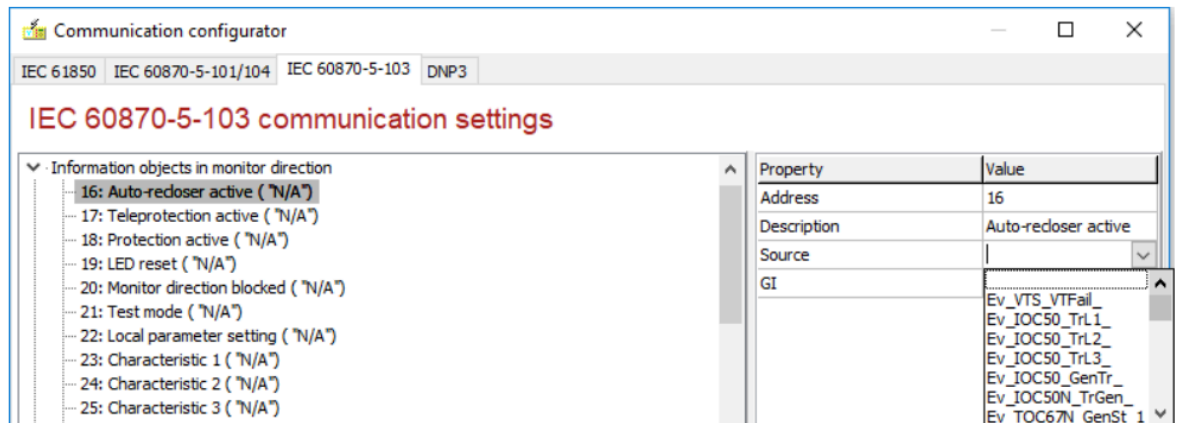 Communication configurator
IEC 61850 IEC 60870-5-101/104 IEC 60870-5-103 DNP3
IEC 60870-5-103 communication settings
Information objects in monitor direction
16: Auto-recloser active ( "N/A")
17: Teleprotection active ( "N/A")
18: Protection active ( "N/A")
19: LED reset ( "N/A")
20: Monitor direction blocked ( "N/A")
21: Test mode ( "N/A")
22: Local parameter setting ( "N/A")
23: Characteristic 1 ( "N/A")
24: Characteristic 2 ( "N/A")
25: Characteristic 3 ( "N/A")
Property Value
Address 16
Description Auto-recloser active
Source
GI
Ev_VTS_VTFail_
Ev_IOC50_TrL1_
Ev_IOC50_TrL2_
Ev_IOC50_TrL3_
Ev_IOC50_GenTr_
Ev_IOC50N_TrGen_
Ev_TOC67N_GenSt_1